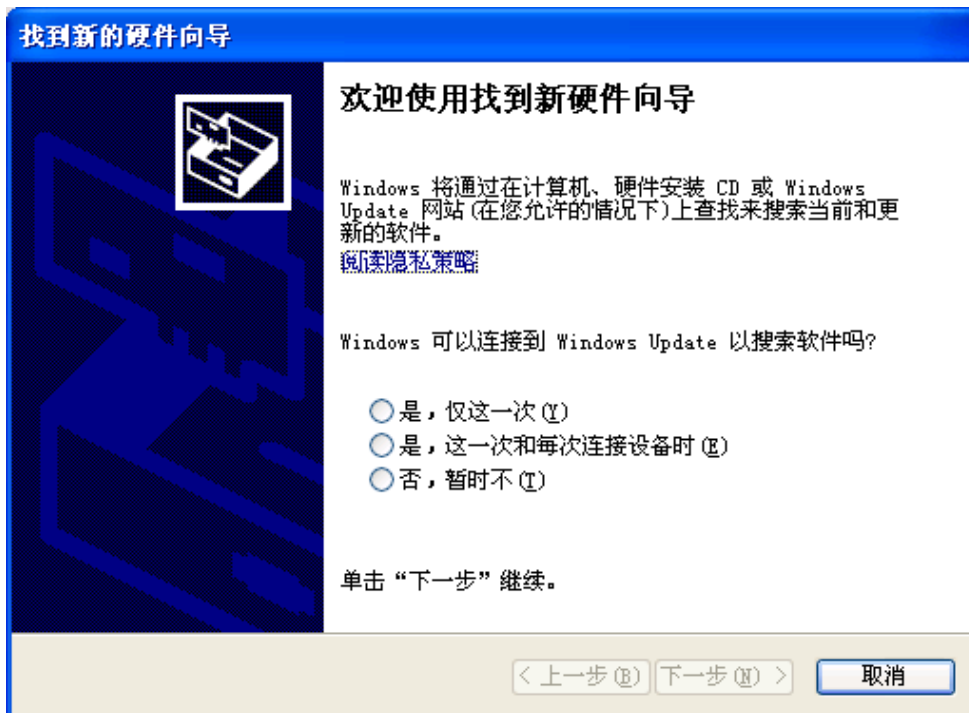 找到新的硬件向导
欢迎使用找到新硬件向导
Windows 将通过在计算机、硬件安装 CD 或 Windows
Update 网站(在您允许的情况下)上查找来搜索当前和更
新的软件。
阅读隐私策略
Windows 可以连接到 Windows Update 以搜索软件吗?
是，仅这一次(Y)
是，这一次和每次连接设备时(E)
否，暂时不(T)
单击“下一步”继续。
< 上一步(B) 下一步(N) > 取消